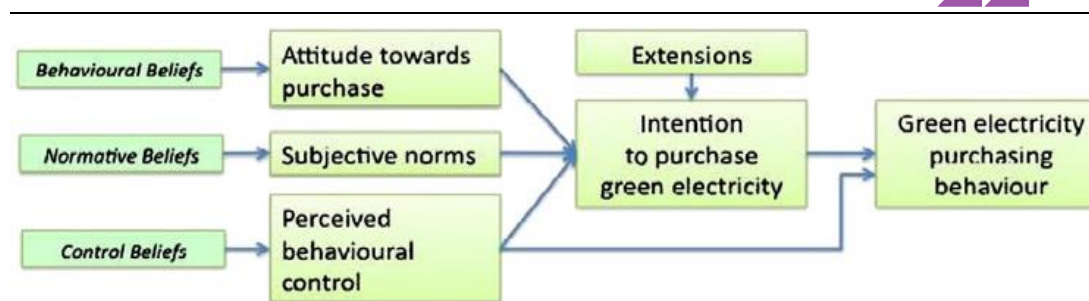 Behavioural Beliefs
Attitude towards
purchase
Extensions
Normative Beliefs
Subjective norms
Intention
to purchase
green electricity
Green electricity
purchasing
behaviour
Control Beliefs
Perceived
behavioural
control